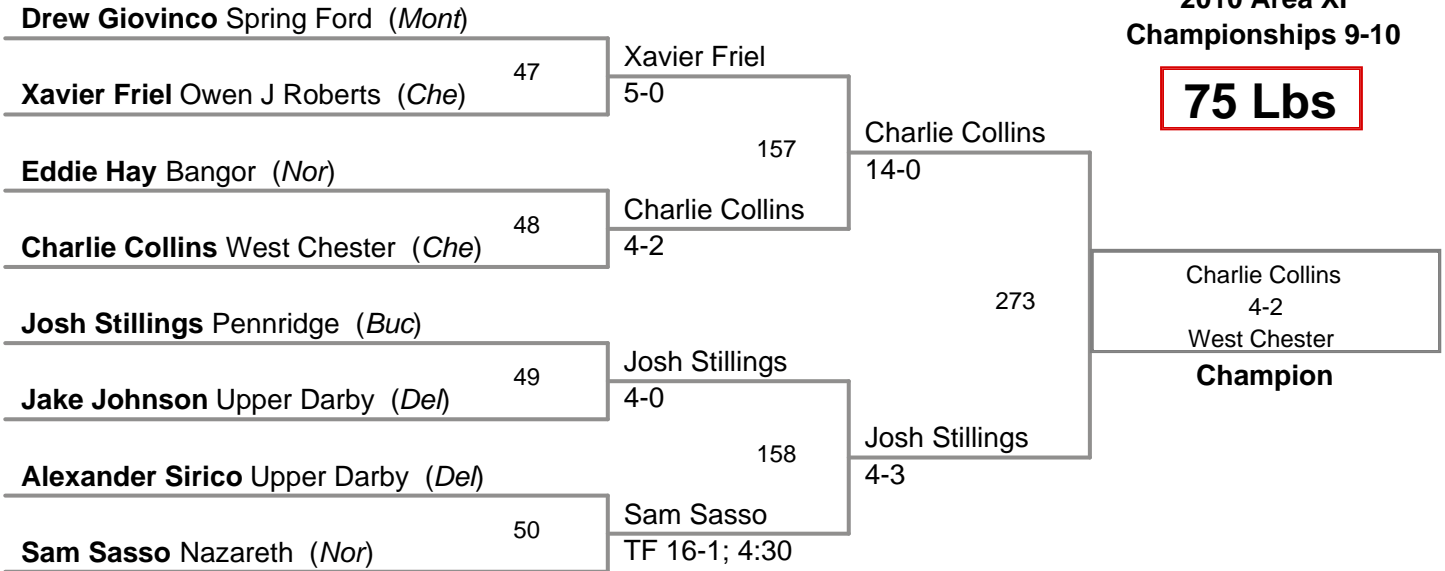 2010 Area XI
Championships 9-10
75 Lbs
Drew Giovinco Spring Ford (Mont)
47
Xavier Friel Owen J Roberts (Che)
Xavier Friel
5-0
Eddie Hay Bangor (Nor)
48
Charlie Collins West Chester (Che)
Charlie Collins
4-2
157
Charlie Collins
14-0
Josh Stillings Pennridge (Buc)
49
Jake Johnson Upper Darby (Del)
Josh Stillings
4-0
Alexander Sirico Upper Darby (Del)
50
Sam Sasso Nazareth (Nor)
Sam Sasso
TF 16-1; 4:30
158
Josh Stillings
4-3
273
Charlie Collins
4-2
West Chester
Champion